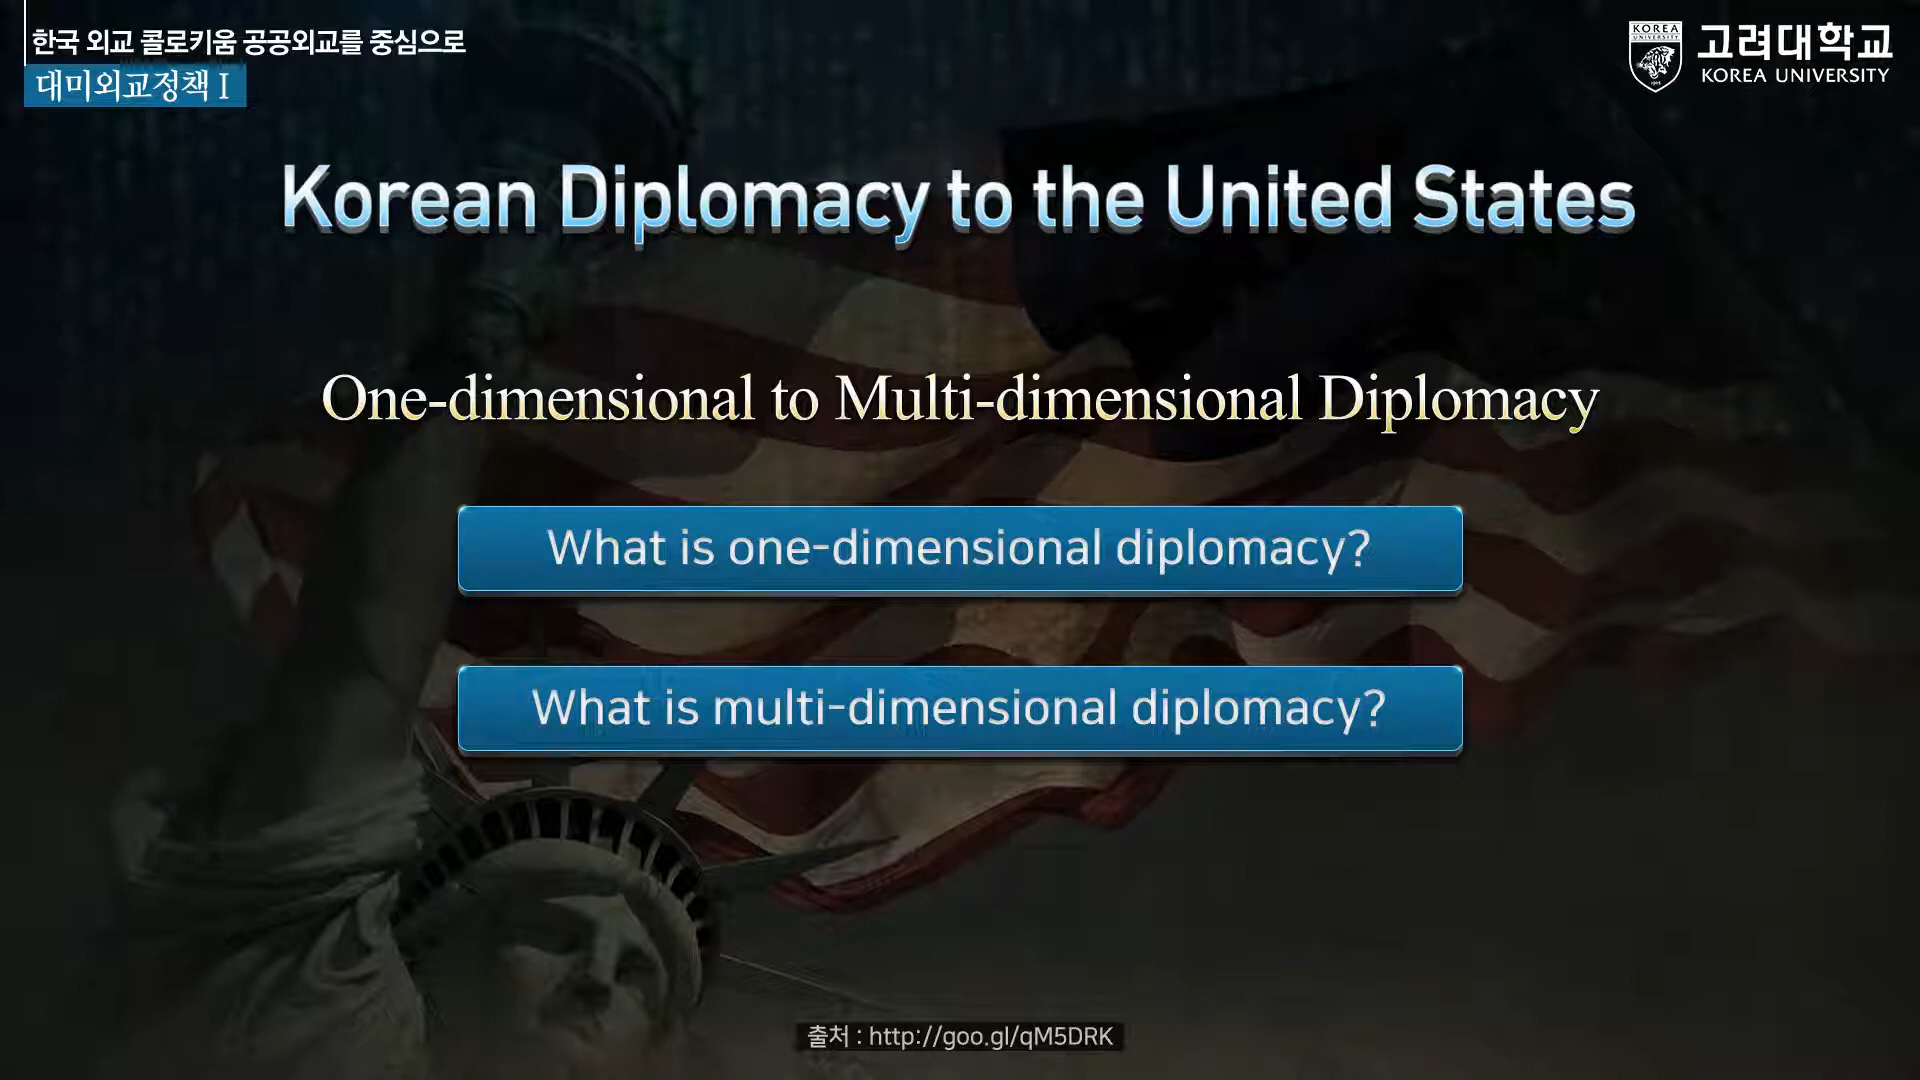 한국 외교 콜로키움 공공외교를 중심으로
대미외교정책 I
KOREA
UNIVERSITY
고려대학교
KOREA UNIVERSITY
Korean Diplomacy to the United States
One-dimensional to Multi-dimensional Diplomacy
What is one-dimensional diplomacy?
What is multi-dimensional diplomacy?
출처 : http://goo.gl/qM5DRK